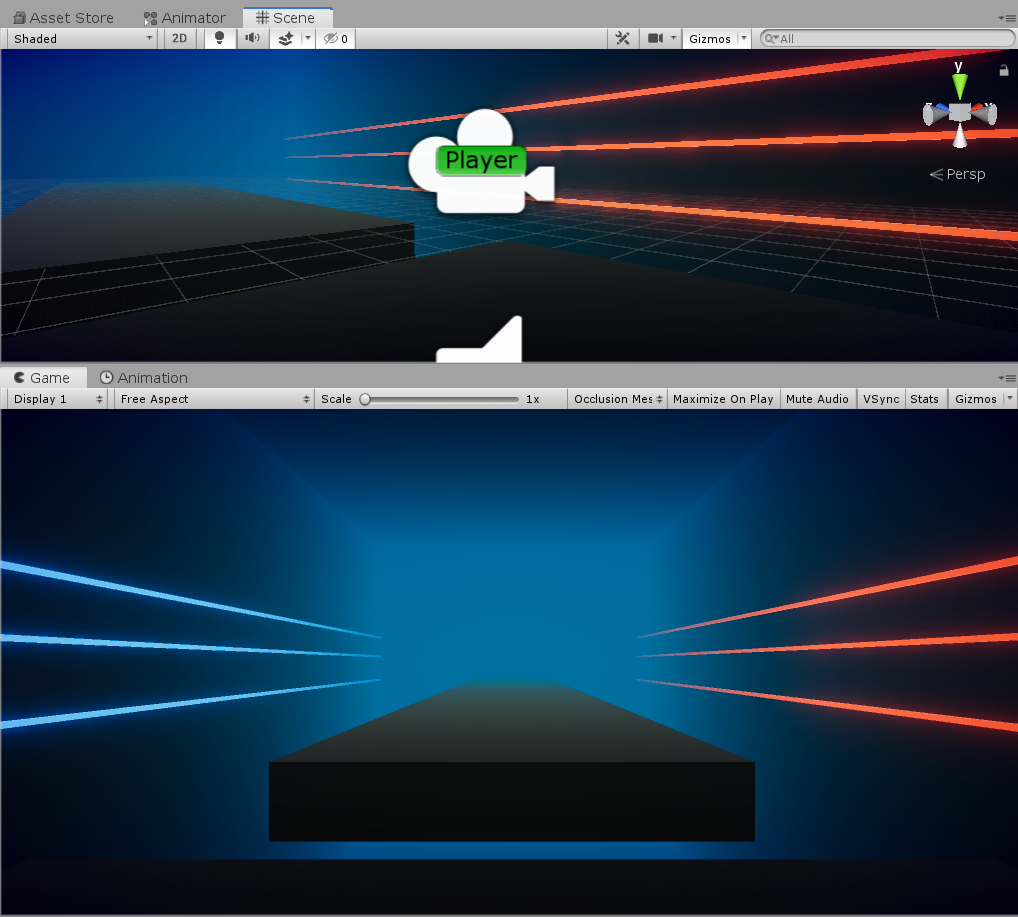 Asset Store Animator Scene
Shaded 2D 0 Gizmos All
y
Persp
Player
Game Animation
Display 1 Free Aspect Scale 1x Occlusion Mes Maximize On Play Mute Audio VSync Stats Gizmos